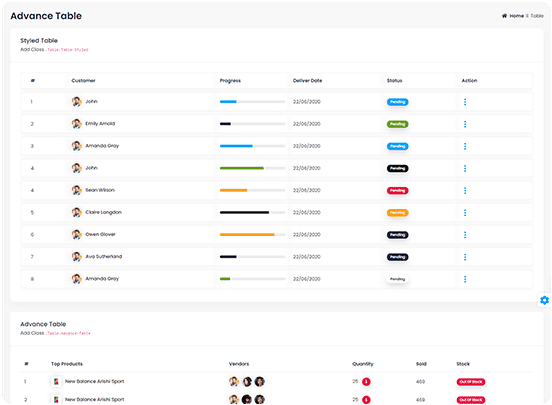 Advance Table
Home Table
Styled Table
Add Class .Table.Table-Styled
# Customer Progress Deliver Date Status Action
1 John 22/06/2020 Pending
2 Emily Arnold 22/06/2020 Pending
3 Amanda Gray 22/06/2020 Pending
4 John 22/06/2020 Pending
4 Sean Wilson 22/06/2020 Pending
5 Claire Langdon 22/06/2020 Pending
6 Owen Glover 22/06/2020 Pending
7 Ava Sutherland 22/06/2020 Pending
8 Amanda Gray 22/06/2020 Pending
Advance Table
Add Class .Table-Advance-Table
# Top Products Vendors Quantity Sold Stock
1 New Balance Arishi Sport 25 469 Out Of Stock
2 New Balance Arishi Sport 25 469 Out Of Stock